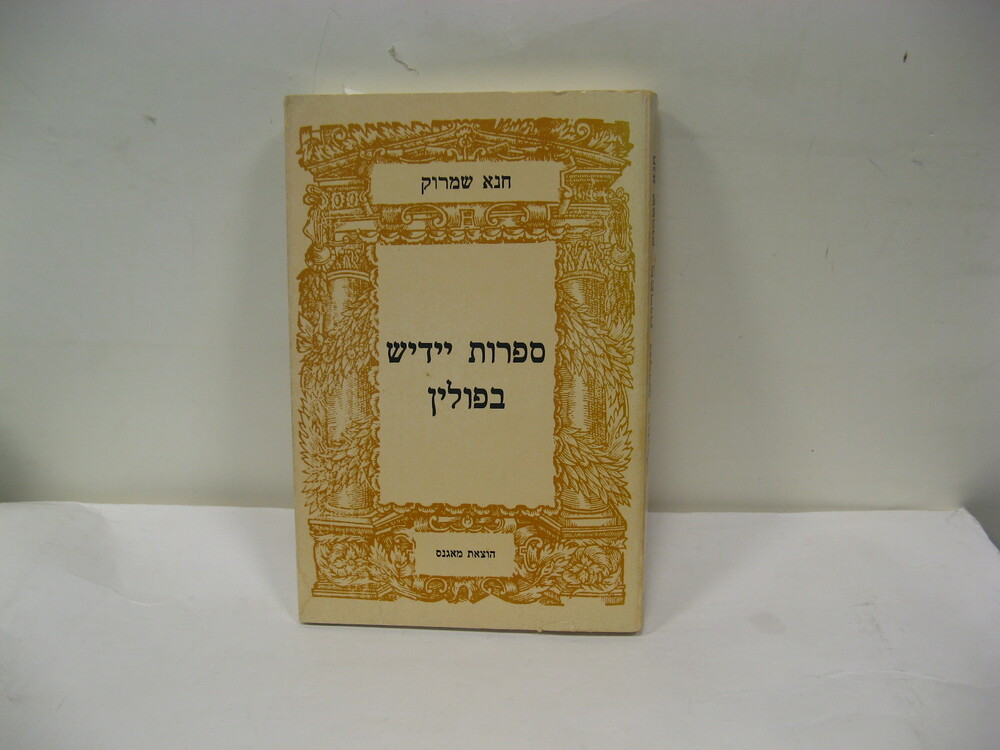 חנא שמרוק
ספרות יידיש
בפולין
הוצאת מאגנס